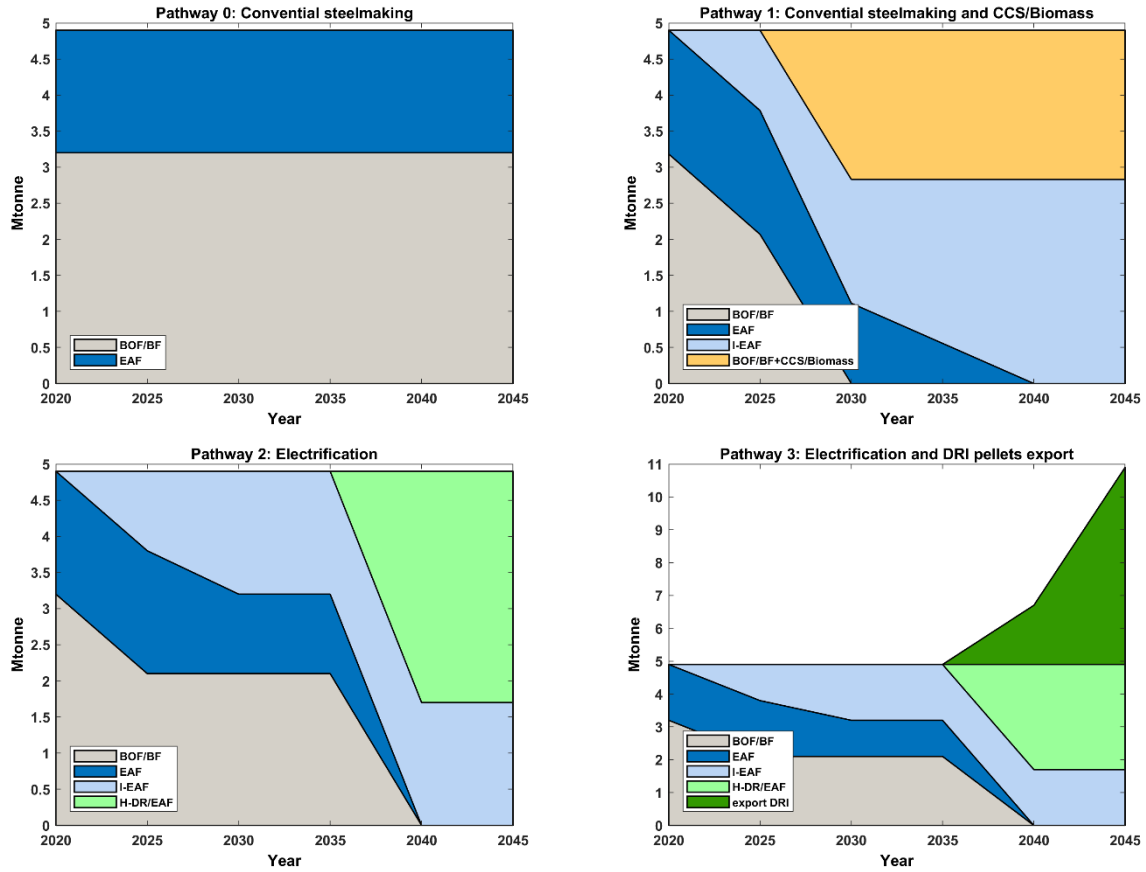 Pathway 0: Convential steelmaking
5
4.5
4
3.5
3
2.5
2
1.5
1
0.5
0
Mtonne
BOF/BF
EAF
2020 2025 2030 2035 2040 2045
Year
Pathway 1: Convential steelmaking and CCS/Biomass
5
4.5
4
3.5
3
2.5
2
1.5
1
0.5
0
Mtonne
BOF/BF
EAF
I-EAF
BOF/BF+CCS/Biomass
2020 2025 2030 2035 2040 2045
Year
Pathway 2: Electrification
5
4.5
4
3.5
3
2.5
2
1.5
1
0.5
0
Mtonne
BOF/BF
EAF
I-EAF
H-DR/EAF
2020 2025 2030 2035 2040 2045
Year
Pathway 3: Electrification and DRI pellets export
11
10
9
8
7
6
5
4
3
2
1
0
Mtonne
BOF/BF
EAF
I-EAF
H-DR/EAF
export DRI
2020 2025 2030 2035 2040 2045
Year